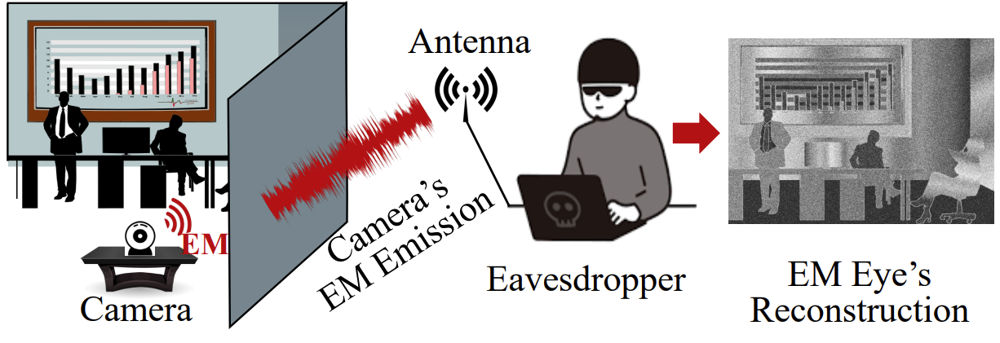 Antenna
EM
Camera
Camera's
EM Emission
Eavesdropper
EM Eye's
Reconstruction